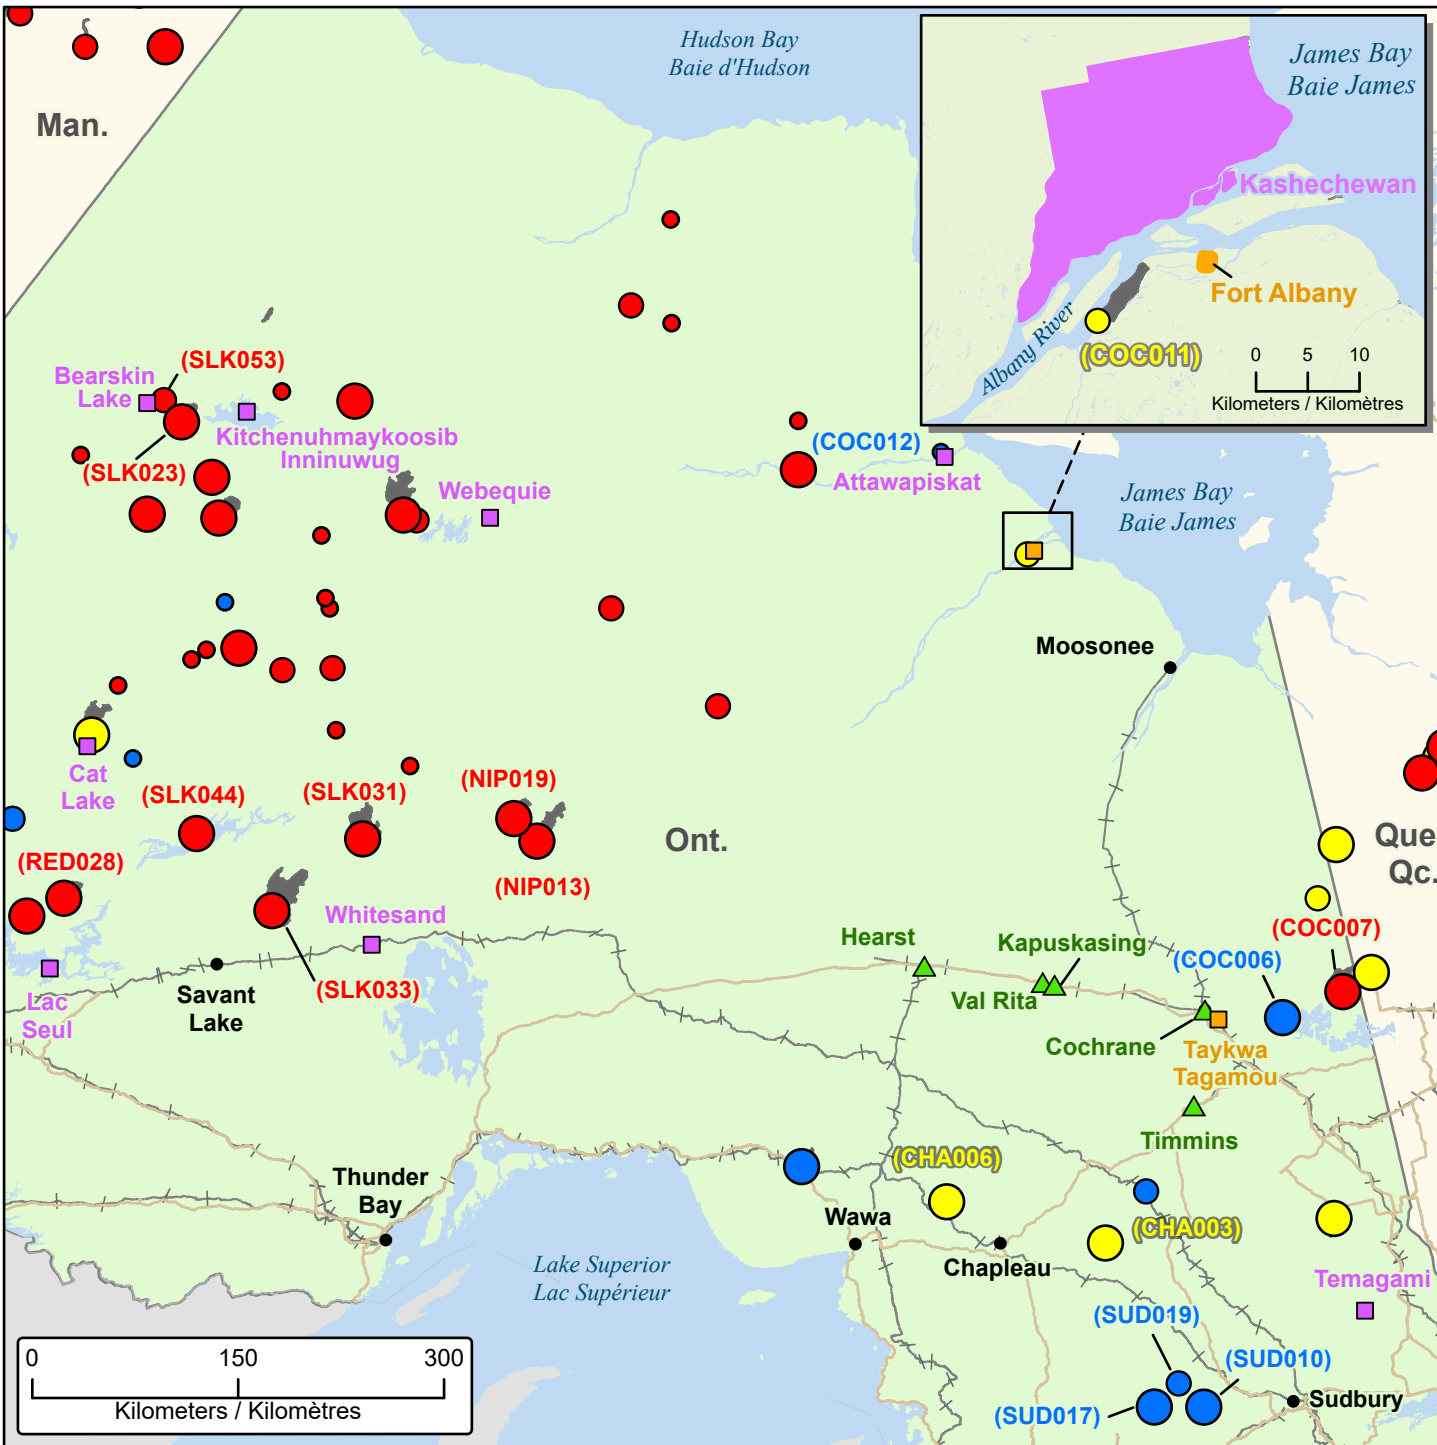 Hudson Bay
Baie d'Hudson
James Bay
Baie James
Man.
Kashechewan
Fort Albany
Albany River
(COC011)
0 5 10
Kilometers / Kilomètres
(SLK053)
Bearskin
Lake
Kitchenuhmaykoosib
Inninuwug
(SLK023)
(COC012)
Attawapiskat
Webequie
James Bay
Baie James
Moosonee
Cat
Lake
(SLK044)
(SLK031)
(NIP019)
Ont.
Que
Qc.
(RED028)
(NIP013)
Whitesand
Hearst
Kapuskasing
(COC007)
(COC006)
Val Rita
Lac
Seul
Savant
Lake
(SLK033)
Cochrane
Taykwa
Tagamou
Timmins
(CHA006)
Thunder
Bay
Wawa
(CHA003)
Chapleau
Lake Superior
Lac Supérieur
Temagami
(SUD019)
(SUD010)
(SUD017)
Sudbury
0 150 300
Kilometers / Kilomètres